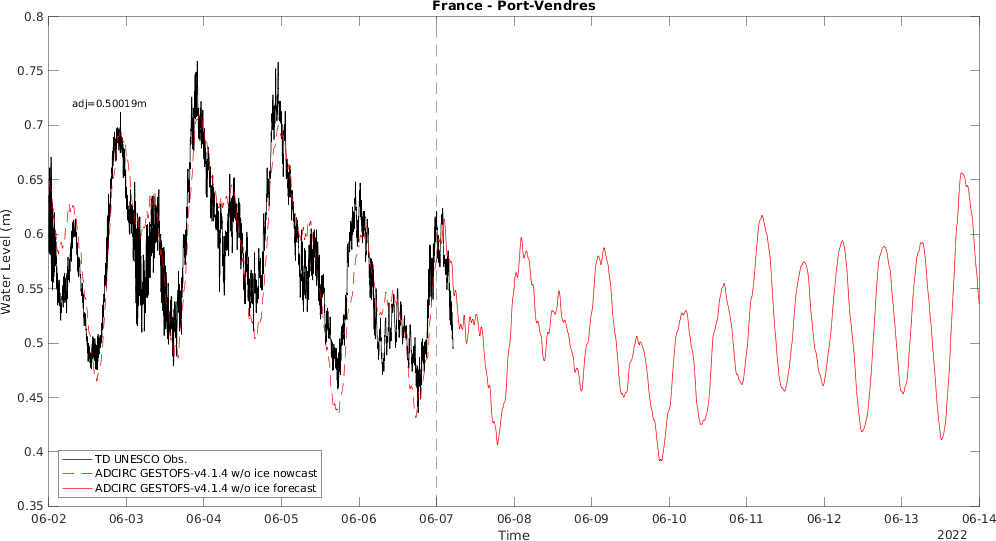 France - Port-Vendres
0.8
0.75
0.7
0.65
0.6
0.55
0.5
0.45
0.4
0.35
Water Level (m)
adj=0.50019m
TD UNESCO Obs.
ADCIRC GESTOFS-v4.1.4 w/o ice nowcast
ADCIRC GESTOFS-v4.1.4 w/o ice forecast
06-02 06-03 06-04 06-05 06-06 06-07 06-08 06-09 06-10 06-11 06-12 06-13 06-14
Time
2022